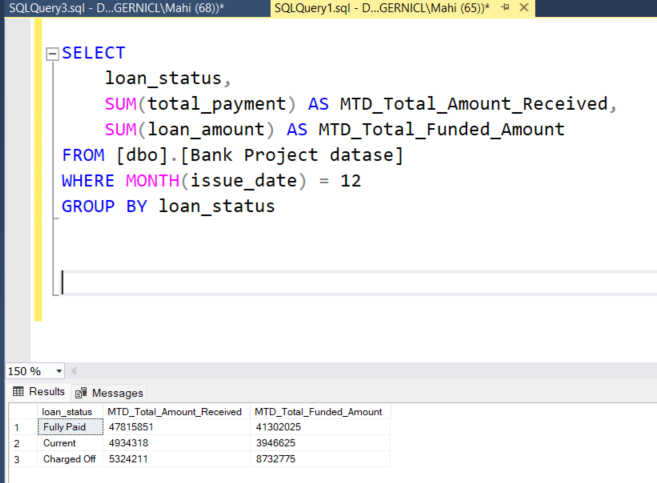 SQLQuery3.sql - D...GERNICL\Mahi (68))* SQLQuery1.sql - D...GERNICL\Mahi (65))*
SELECT
loan_status,
SUM(total_payment) AS MTD_Total_Amount_Received,
SUM(loan_amount) AS MTD_Total_Funded_Amount
FROM [dbo].[Bank Project datase]
WHERE MONTH(issue_date) = 12
GROUP BY loan_status
150 %
Results Messages
loan_status MTD_Total_Amount_Received MTD_Total_Funded_Amount
1 Fully Paid 47815851 41302025
2 Current 4934318 3946625
3 Charged Off 5324211 8732775